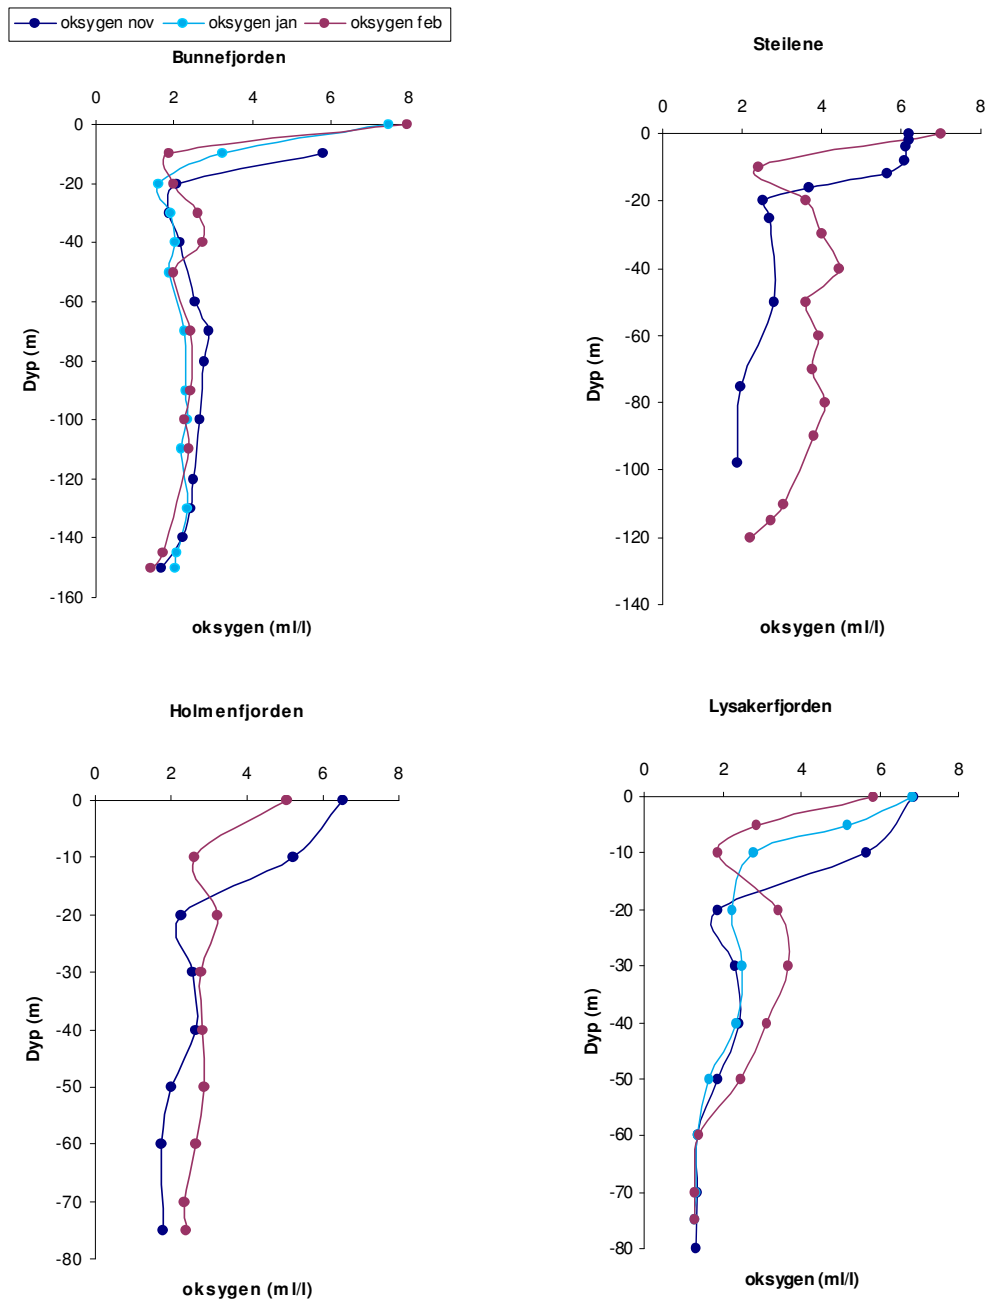 oksygen nov oksygen jan oksygen feb
Bunnefjorden
0 2 4 6 8
0
-20
-40
-60
-80
-100
-120
-140
-160
Dyp (m)
oksygen (ml/l)
Steilene
0 2 4 6 8
0
-20
-40
-60
-80
-100
-120
-140
Dyp (m)
oksygen (ml/l)
Holmenfjorden
0 2 4 6 8
0
-10
-20
-30
-40
-50
-60
-70
-80
Dyp (m)
oksygen (ml/l)
Lysakerfjorden
0 2 4 6 8
0
-10
-20
-30
-40
-50
-60
-70
-80
Dyp (m)
oksygen (ml/l)